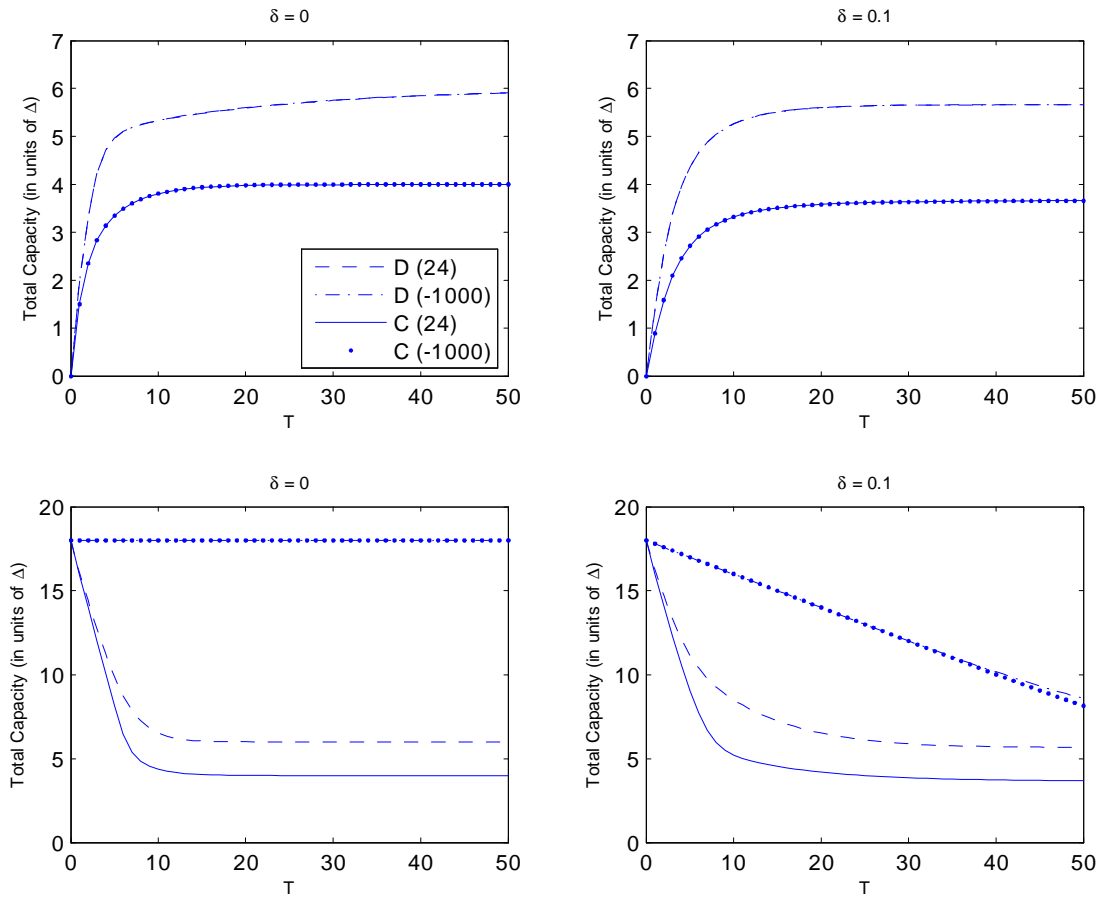 δ = 0
Total Capacity (in units of Δ)
7
6
5
4
3
2
1
0
0 10 20 30 40 50
T
D (24)
D (-1000)
C (24)
C (-1000)
δ = 0.1
Total Capacity (in units of Δ)
7
6
5
4
3
2
1
0
0 10 20 30 40 50
T
δ = 0
Total Capacity (in units of Δ)
20
15
10
5
0
0 10 20 30 40 50
T
δ = 0.1
Total Capacity (in units of Δ)
20
15
10
5
0
0 10 20 30 40 50
T